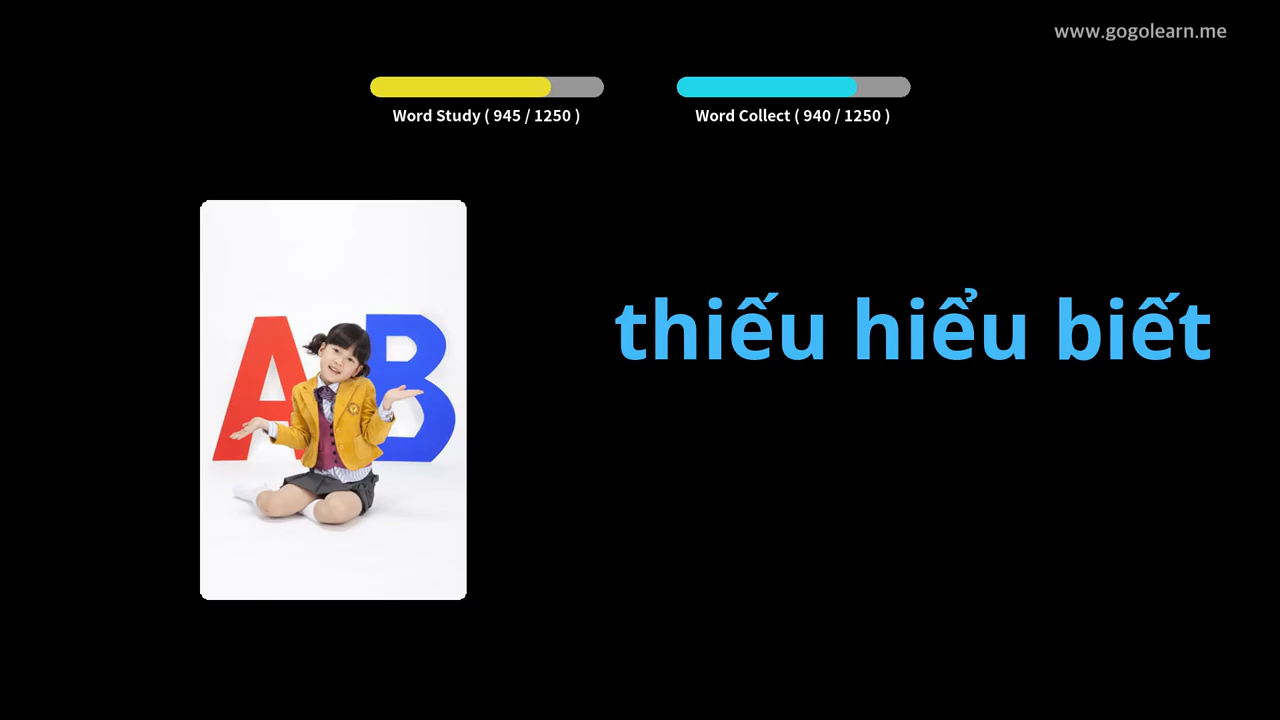 www.gogolearn.me
Word Study ( 945 / 1250 )
Word Collect ( 940 / 1250 )
A B
thiếu hiểu biết